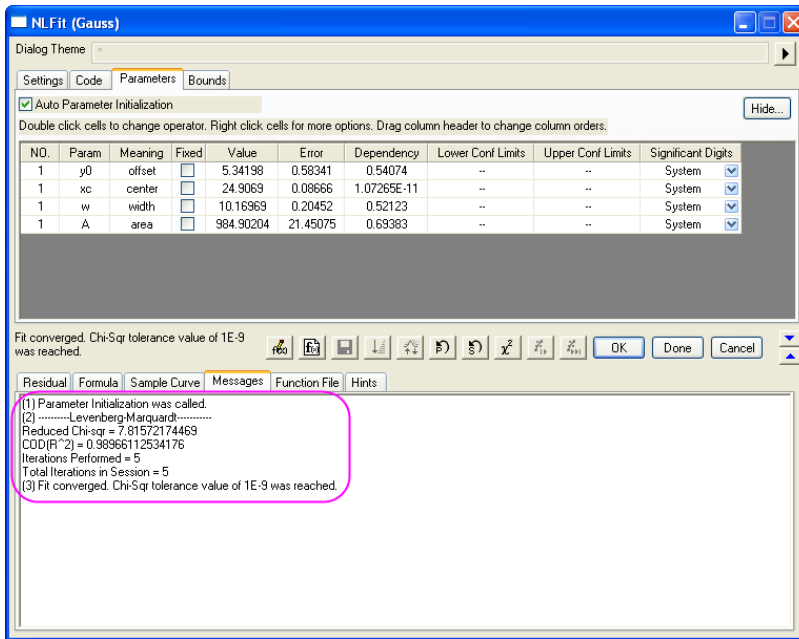 NLFit (Gauss)
Dialog Theme *
Settings Code Parameters Bounds
Auto Parameter Initialization
Hide...
Double click cells to change operator. Right click cells for more options. Drag column header to change column orders.
NO. Param Meaning Fixed Value Error Dependency Lower Conf Limits Upper Conf Limits Significant Digits
1 y0 offset 5.34198 0.58341 0.54074 -- -- System
1 xc center 24.9069 0.08666 1.07265E-11 -- -- System
1 w width 10.16969 0.20452 0.52123 -- -- System
1 A area 984.90204 21.45075 0.69383 -- -- System
Fit converged. Chi-Sqr tolerance value of 1E-9
was reached.
OK Done Cancel
Residual Formula Sample Curve Messages Function File Hints
(1) Parameter Initialization was called.
(2) ----------Levenberg-Marquardt-----------
Reduced Chi-sqr = 7.81572174469
COD(R^2) = 0.98966112534176
Iterations Performed = 5
Total Iterations in Session = 5
(3) Fit converged. Chi-Sqr tolerance value of 1E-9 was reached.